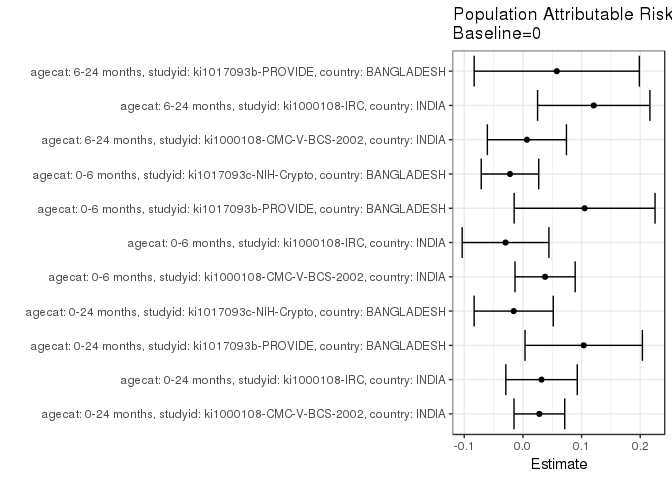 Population Attributable Risk
Baseline=0
agecat: 6-24 months, studyid: ki1017093b-PROVIDE, country: BANGLADESH
agecat: 6-24 months, studyid: ki1000108-IRC, country: INDIA
agecat: 6-24 months, studyid: ki1000108-CMC-V-BCS-2002, country: INDIA
agecat: 0-6 months, studyid: ki1017093c-NIH-Crypto, country: BANGLADESH
agecat: 0-6 months, studyid: ki1017093b-PROVIDE, country: BANGLADESH
agecat: 0-6 months, studyid: ki1000108-IRC, country: INDIA
agecat: 0-6 months, studyid: ki1000108-CMC-V-BCS-2002, country: INDIA
agecat: 0-24 months, studyid: ki1017093c-NIH-Crypto, country: BANGLADESH
agecat: 0-24 months, studyid: ki1017093b-PROVIDE, country: BANGLADESH
agecat: 0-24 months, studyid: ki1000108-IRC, country: INDIA
agecat: 0-24 months, studyid: ki1000108-CMC-V-BCS-2002, country: INDIA
-0.1 0.0 0.1 0.2
Estimate